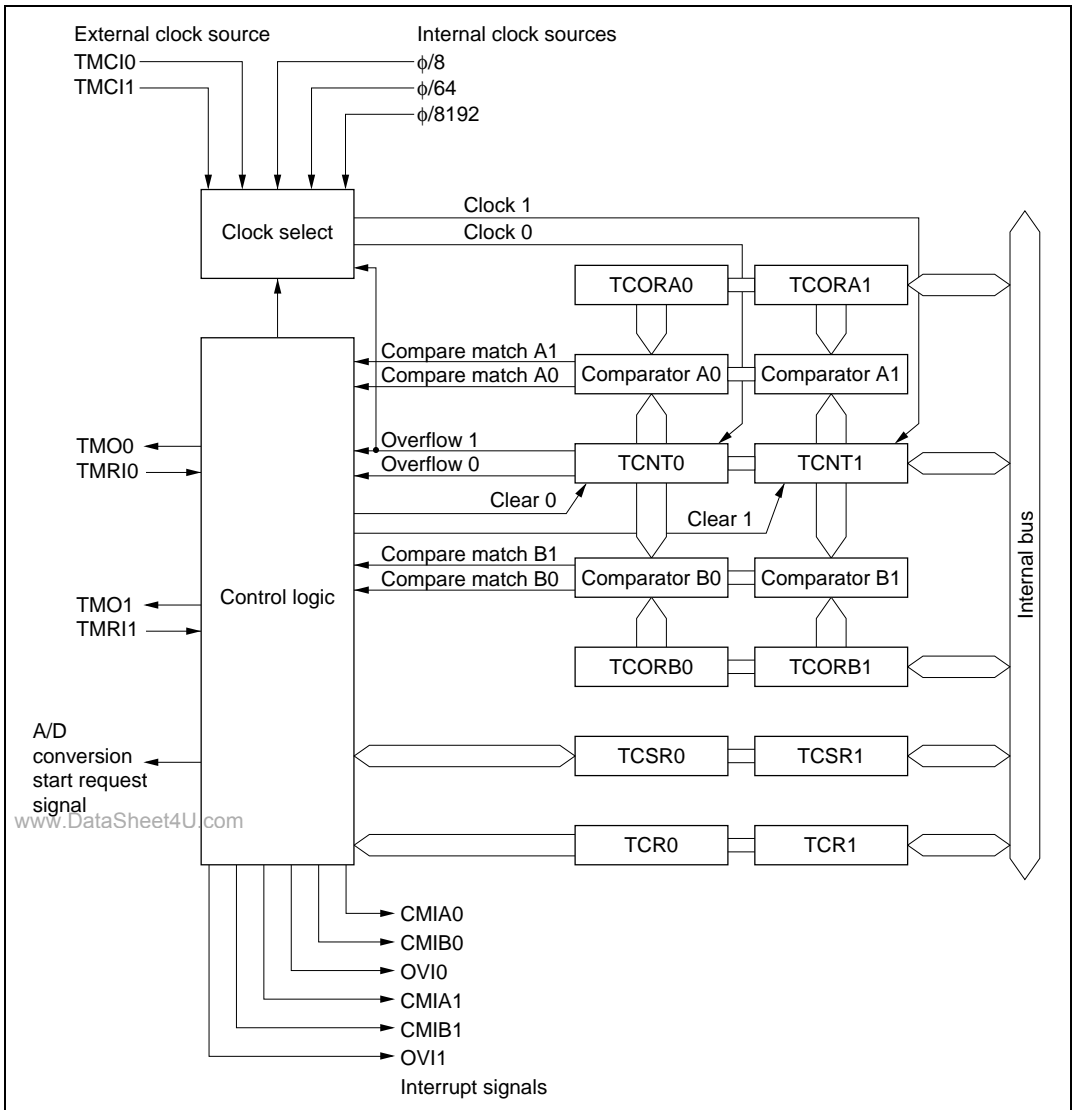 External clock source
Internal clock sources
TMCI0
TMCI1
φ/8
φ/64
φ/8192
Clock select
Clock 1
Clock 0
TCORA0
TCORA1
Compare match A1
Compare match A0
Comparator A0
Comparator A1
TMO0
TMRI0
Overflow 1
Overflow 0
TCNT0
TCNT1
Clear 0
Clear 1
Internal bus
Compare match B1
Compare match B0
Comparator B0
Comparator B1
Control logic
TMO1
TMRI1
TCORB0
TCORB1
A/D
conversion
start request
signal
TCSR0
TCSR1
www.DataSheet4U.com
TCR0
TCR1
CMIA0
CMIB0
OVI0
CMIA1
CMIB1
OVI1
Interrupt signals